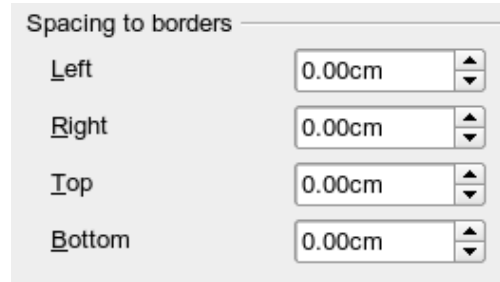 Spacing to borders
Left 0.00cm
Right 0.00cm
Top 0.00cm
Bottom 0.00cm